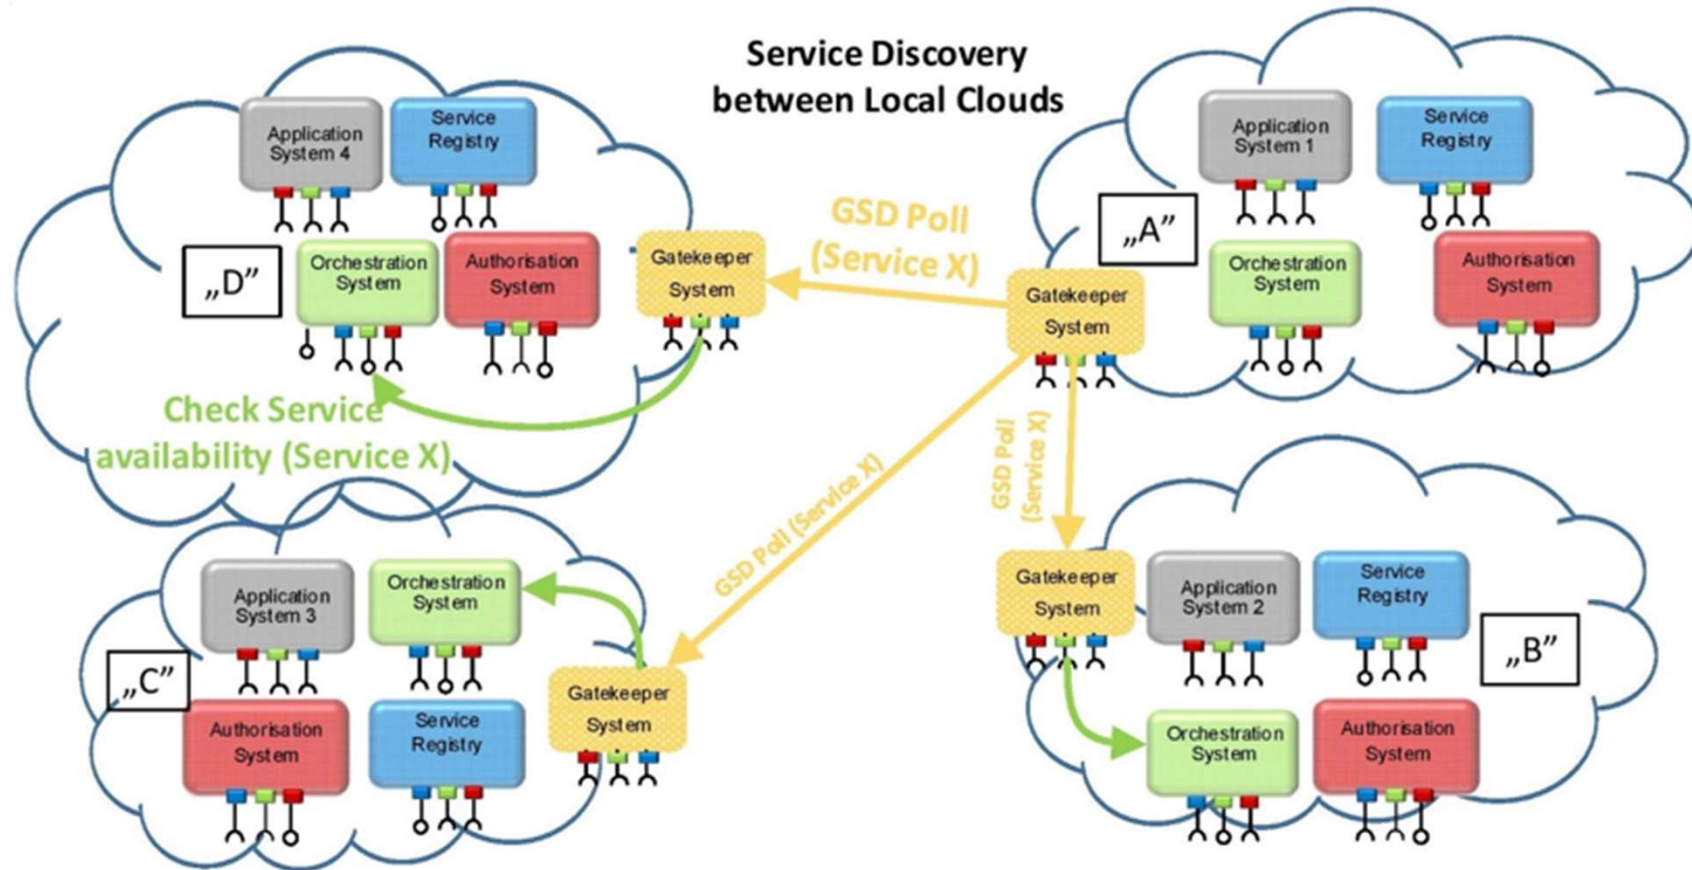 Service Discovery
between Local Clouds
Application
System 4
Service
Registry
„D”
Orchestration
System
Authorisation
System
Gatekeeper
System
Check Service
availability (Service X)
GSD Poll
(Service X)
Application
System 1
Service
Registry
„A”
Gatekeeper
System
Orchestration
System
Authorisation
System
GSD Poll (Service X)
GSD Poll
(Service X)
Application
System 3
Orchestration
System
„C”
Authorisation
System
Service
Registry
Gatekeeper
System
Gatekeeper
System
Application
System 2
Service
Registry
„B”
Orchestration
System
Authorisation
System